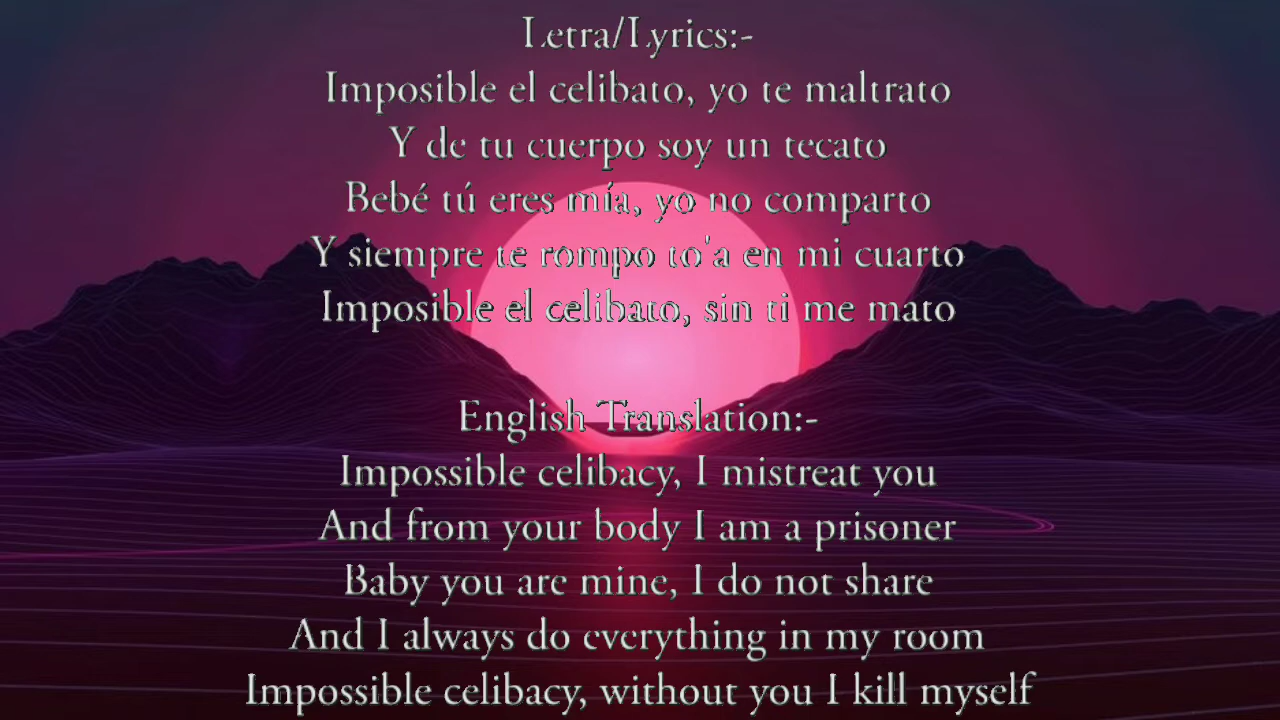 Letra/Lyrics:-
Imposible el celibato, yo te maltrato
Y de tu cuerpo soy un tecato
Bebé tú eres mía, yo no comparto
Y siempre te rompo to'a en mi cuarto
Imposible el celibato, sin ti me mato
English Translation:-
Impossible celibacy, I mistreat you
And from your body I am a prisoner
Baby you are mine, I do not share
And I always do everything in my room
Impossible celibacy, without you I kill myself